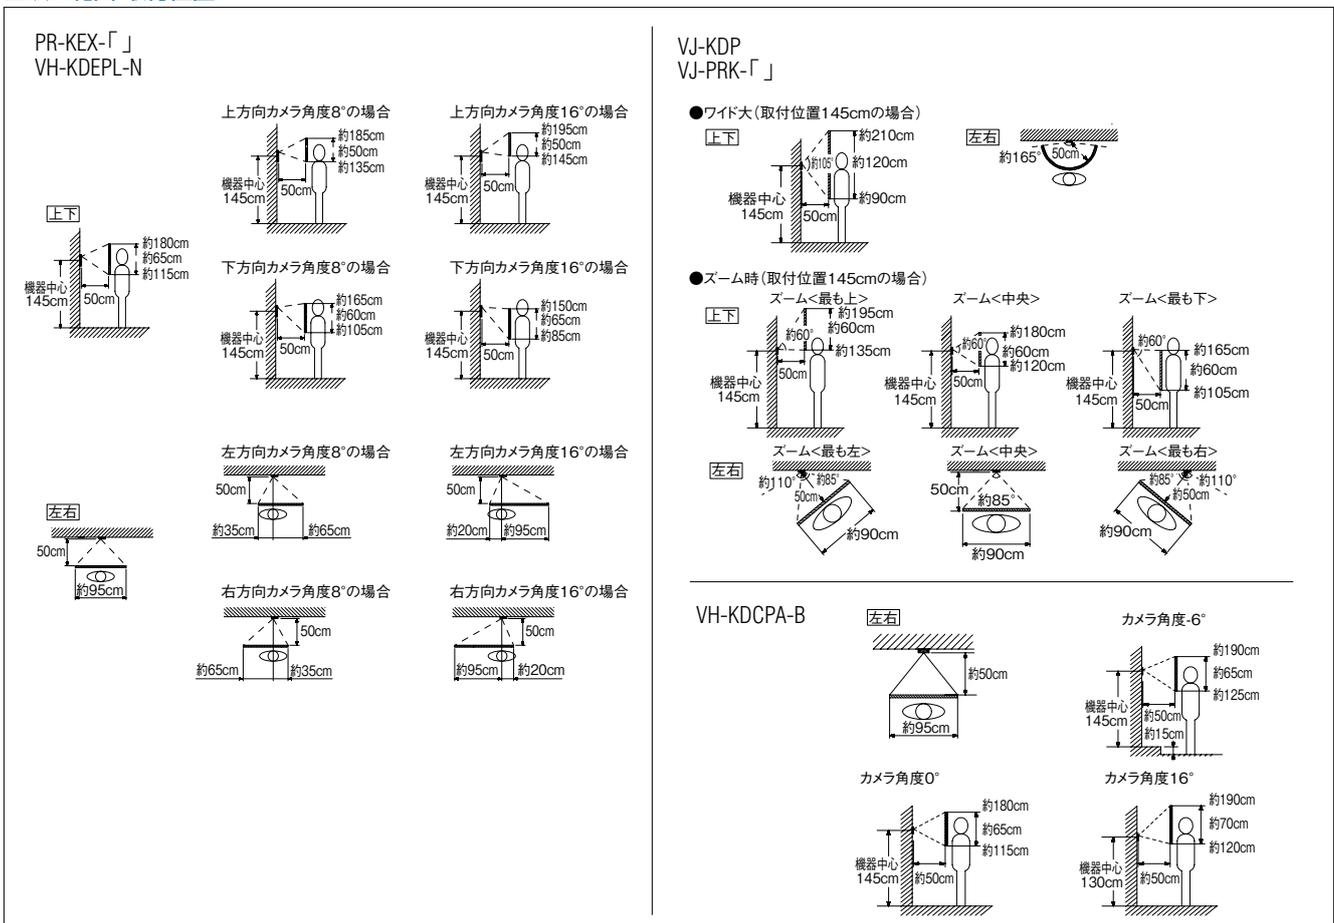 PR-KEX-「 」
VH-KDEPL-N
上下
約180cm
約65cm
約115cm
機器中心
145cm
50cm
上方向カメラ角度8°の場合
約185cm
約50cm
約135cm
機器中心
145cm
50cm
上方向カメラ角度16°の場合
約195cm
約50cm
約145cm
機器中心
145cm
50cm
下方向カメラ角度8°の場合
約165cm
約60cm
約105cm
機器中心
145cm
50cm
下方向カメラ角度16°の場合
約150cm
約65cm
約85cm
機器中心
145cm
50cm
左右
50cm
約95cm
左方向カメラ角度8°の場合
50cm
約35cm
約65cm
左方向カメラ角度16°の場合
50cm
約20cm
約95cm
右方向カメラ角度8°の場合
50cm
約65cm
約35cm
右方向カメラ角度16°の場合
50cm
約95cm
約20cm
VJ-KDP
VJ-PRK-「 」
●ワイド大(取付位置145cmの場合)
上下
約210cm
約105°
約120cm
約90cm
機器中心
145cm
50cm
左右
約165°
50cm
●ズーム時(取付位置145cmの場合)
上下
ズーム<最も上>
約195cm
約60cm
約60°
約135cm
50cm
機器中心
145cm
ズーム<中央>
約180cm
約60°
約60cm
約120cm
50cm
機器中心
145cm
ズーム<最も下>
約60°
約165cm
約60cm
約105cm
50cm
機器中心
145cm
左右
ズーム<最も左>
約110°
約85°
50cm
約90cm
ズーム<中央>
50cm
約85°
約90cm
ズーム<最も右>
約85°
約110°
約50cm
約90cm
VH-KDCPA-B
左右
約50cm
約95cm
カメラ角度-6°
約190cm
約65cm
約125cm
機器中心
145cm
約50cm
約15cm
カメラ角度0°
約180cm
約65cm
約115cm
機器中心
145cm
約50cm
カメラ角度16°
約190cm
約70cm
約120cm
機器中心
130cm
約50cm